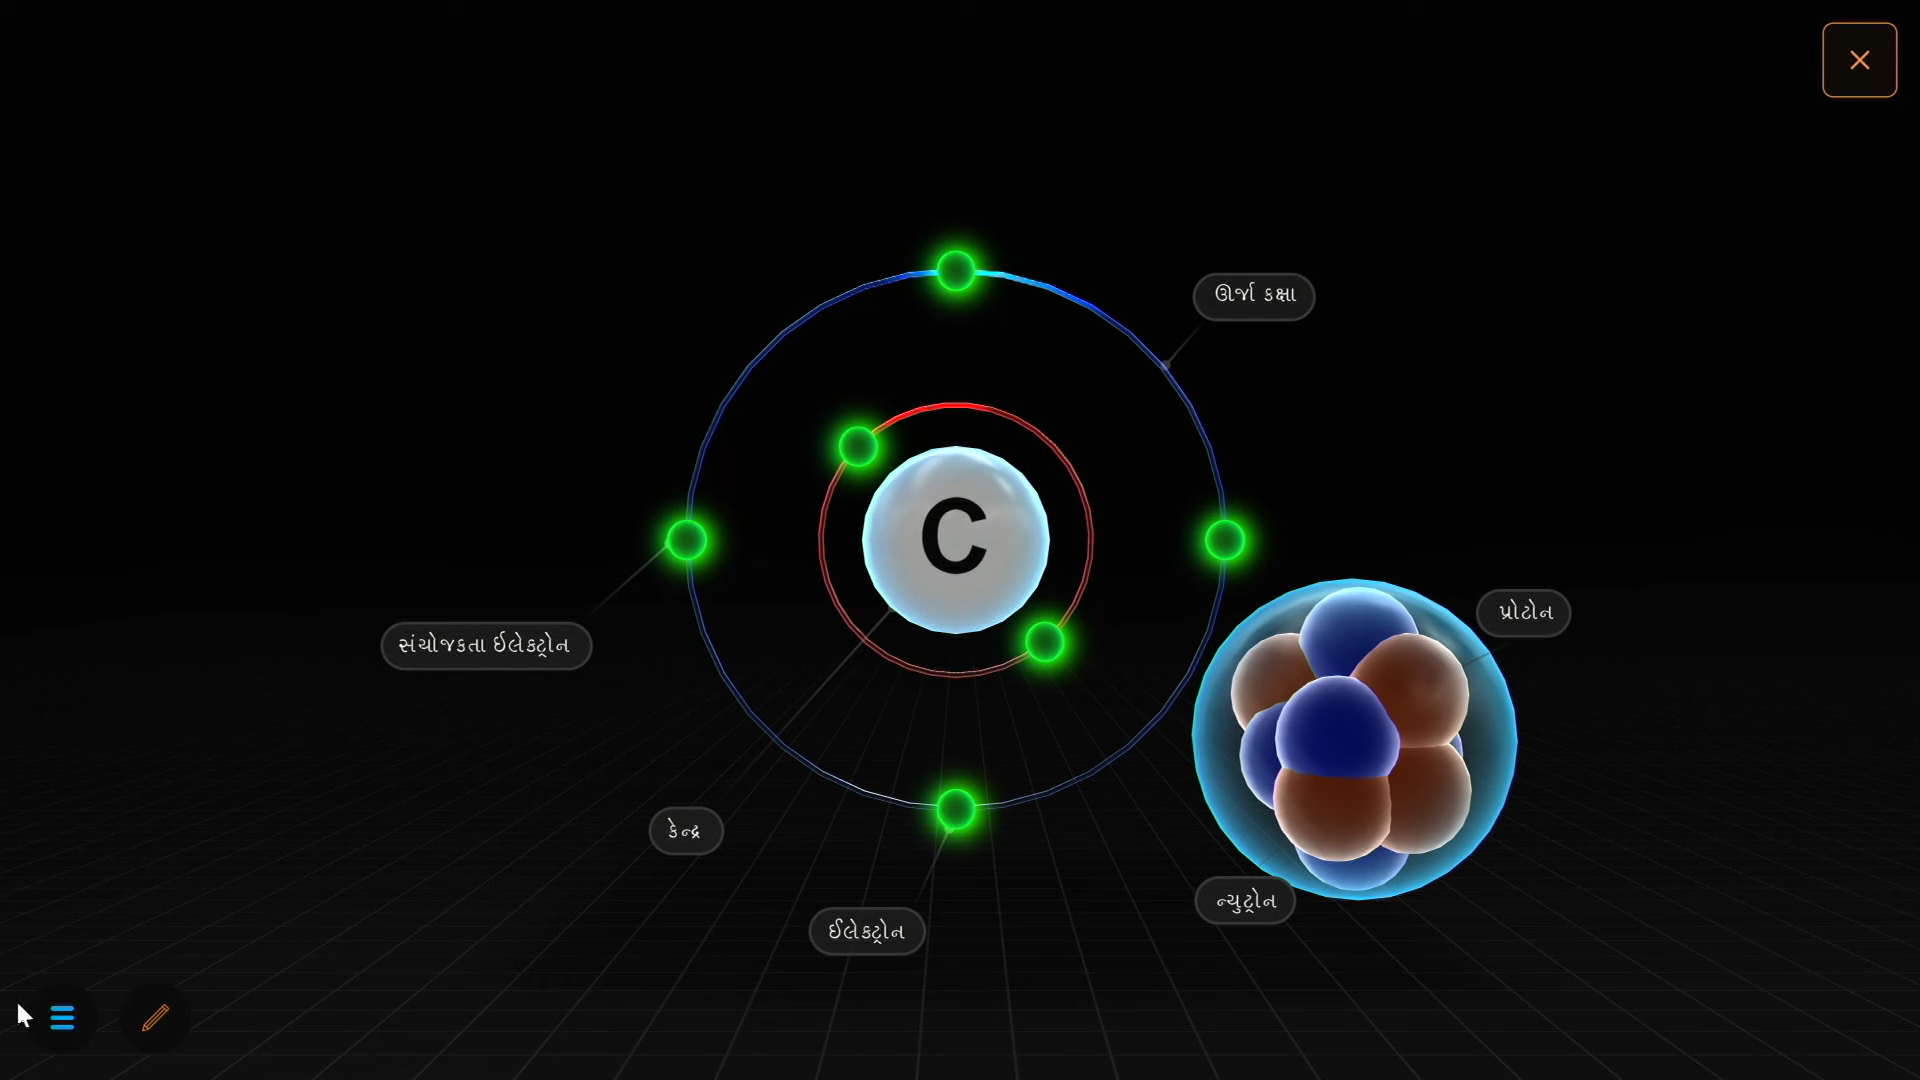 ઊર્જા કક્ષા
C
પ્રોટોન
સંયોજકતા ઈલેક્ટ્રોન
કેન્દ્ર
ન્યુટ્રોન
ઈલેક્ટ્રોન